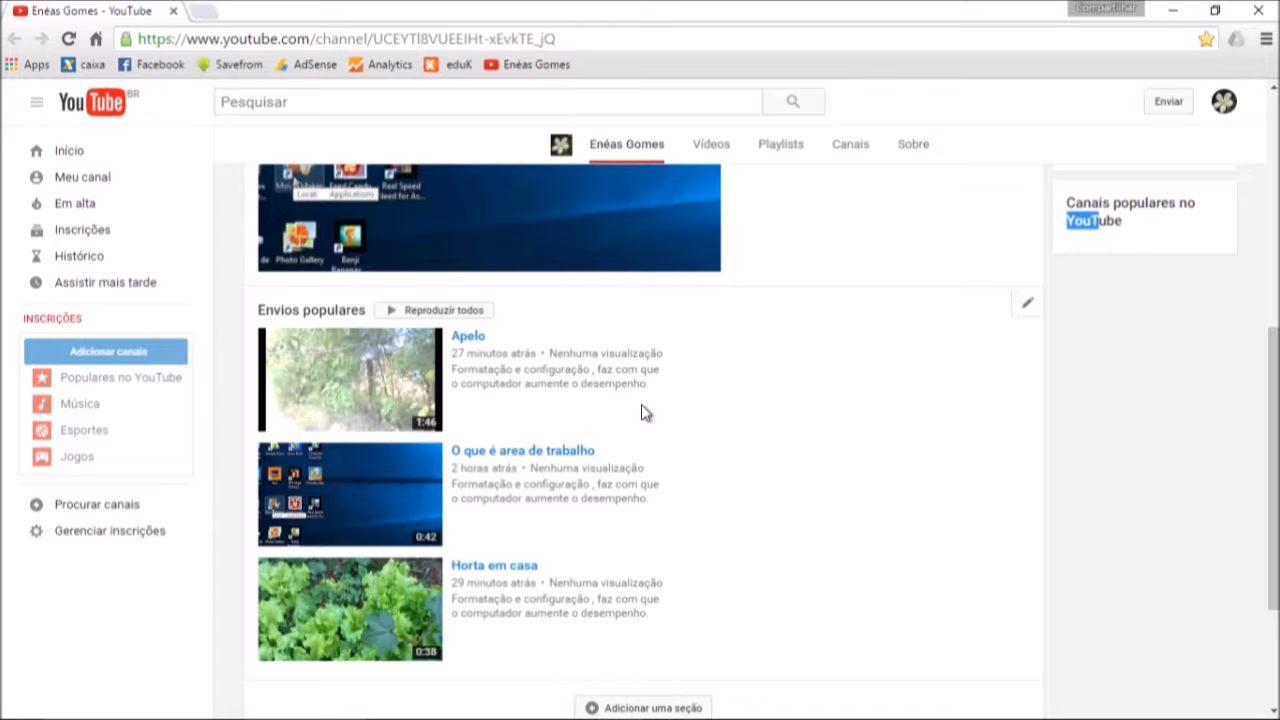 Enéas Gomes - YouTube
Compartilhar
https://www.youtube.com/channel/UCEYTl8VUEEIHt-xEvkTE_jQ
Apps caixa Facebook Savefrom AdSense Analytics eduK Enéas Gomes
YouTube BR
Pesquisar
Enviar
Enéas Gomes Vídeos Playlists Canais Sobre
Início
Meu canal
Em alta
Inscrições
Histórico
Assistir mais tarde
INSCRIÇÕES
Adicionar canais
Populares no YouTube
Música
Esportes
Jogos
Procurar canais
Gerenciar inscrições
Photo Gallery
Benji
Canais populares no
YouTube
Envios populares Reproduzir todos
Apelo
27 minutos atrás • Nenhuma visualização
Formatação e configuração , faz com que
o computador aumente o desempenho.
1:46
O que é area de trabalho
2 horas atrás • Nenhuma visualização
Formatação e configuração , faz com que
o computador aumente o desempenho.
0:42
Horta em casa
29 minutos atrás • Nenhuma visualização
Formatação e configuração , faz com que
o computador aumente o desempenho.
0:38
Adicionar uma seção